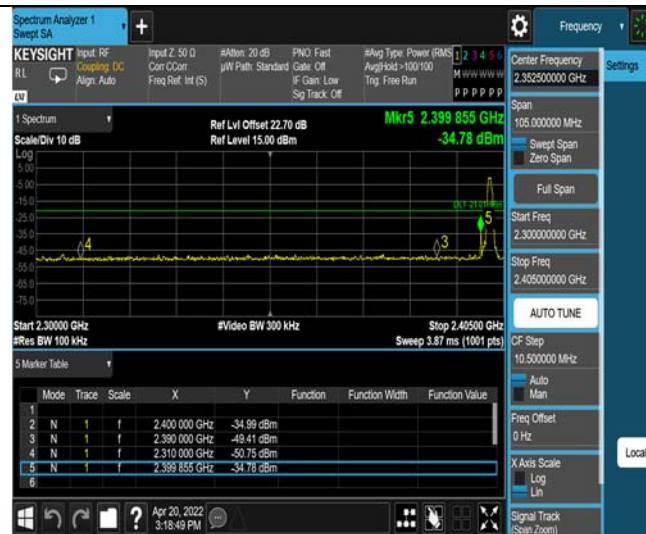 Spectrum Analyzer 1
Swept SA
Frequency
KEYSIGHT
RL
Input: RF
Coupling: DC
Align: Auto
Input Z: 50 Ω
Corr CCorr
Freq Ref: Int (S)
#Atten: 20 dB
µW Path: Standard
PNO: Fast
Gate: Off
IF Gain: Low
Sig Track: Off
#Avg Type: Power (RMS
Avg|Hold:>100/100
Trig: Free Run
1 2 3 4 5 6
M W W W W W
P P P P P P
1 Spectrum
Scale/Div 10 dB
Ref Lvl Offset 22.70 dB
Ref Level 15.00 dBm
Mkr5 2.399 855 GHz
-34.78 dBm
Log
5.00
-5.00
-15.0
-25.0
-35.0
-45.0
-55.0
-65.0
-75.0
4
3
5
Start 2.30000 GHz
#Res BW 100 kHz
#Video BW 300 kHz
Stop 2.40500 GHz
Sweep 3.87 ms (1001 pts)
5 Marker Table
Mode Trace Scale X Y Function Function Width Function Value
1
2 N 1 f 2.400 000 GHz -34.99 dBm
3 N 1 f 2.390 000 GHz -49.41 dBm
4 N 1 f 2.310 000 GHz -50.75 dBm
5 N 1 f 2.399 855 GHz -34.78 dBm
6
Apr 20, 2022
3:18:49 PM
Center Frequency
2.352500000 GHz
Settings
Span
105.000000 MHz
Swept Span
Zero Span
Full Span
Start Freq
2.300000000 GHz
Stop Freq
2.405000000 GHz
AUTO TUNE
CF Step
10.500000 MHz
Auto
Man
Freq Offset
0 Hz
X Axis Scale
Log
Lin
Local
Signal Track
(Span Zoom)